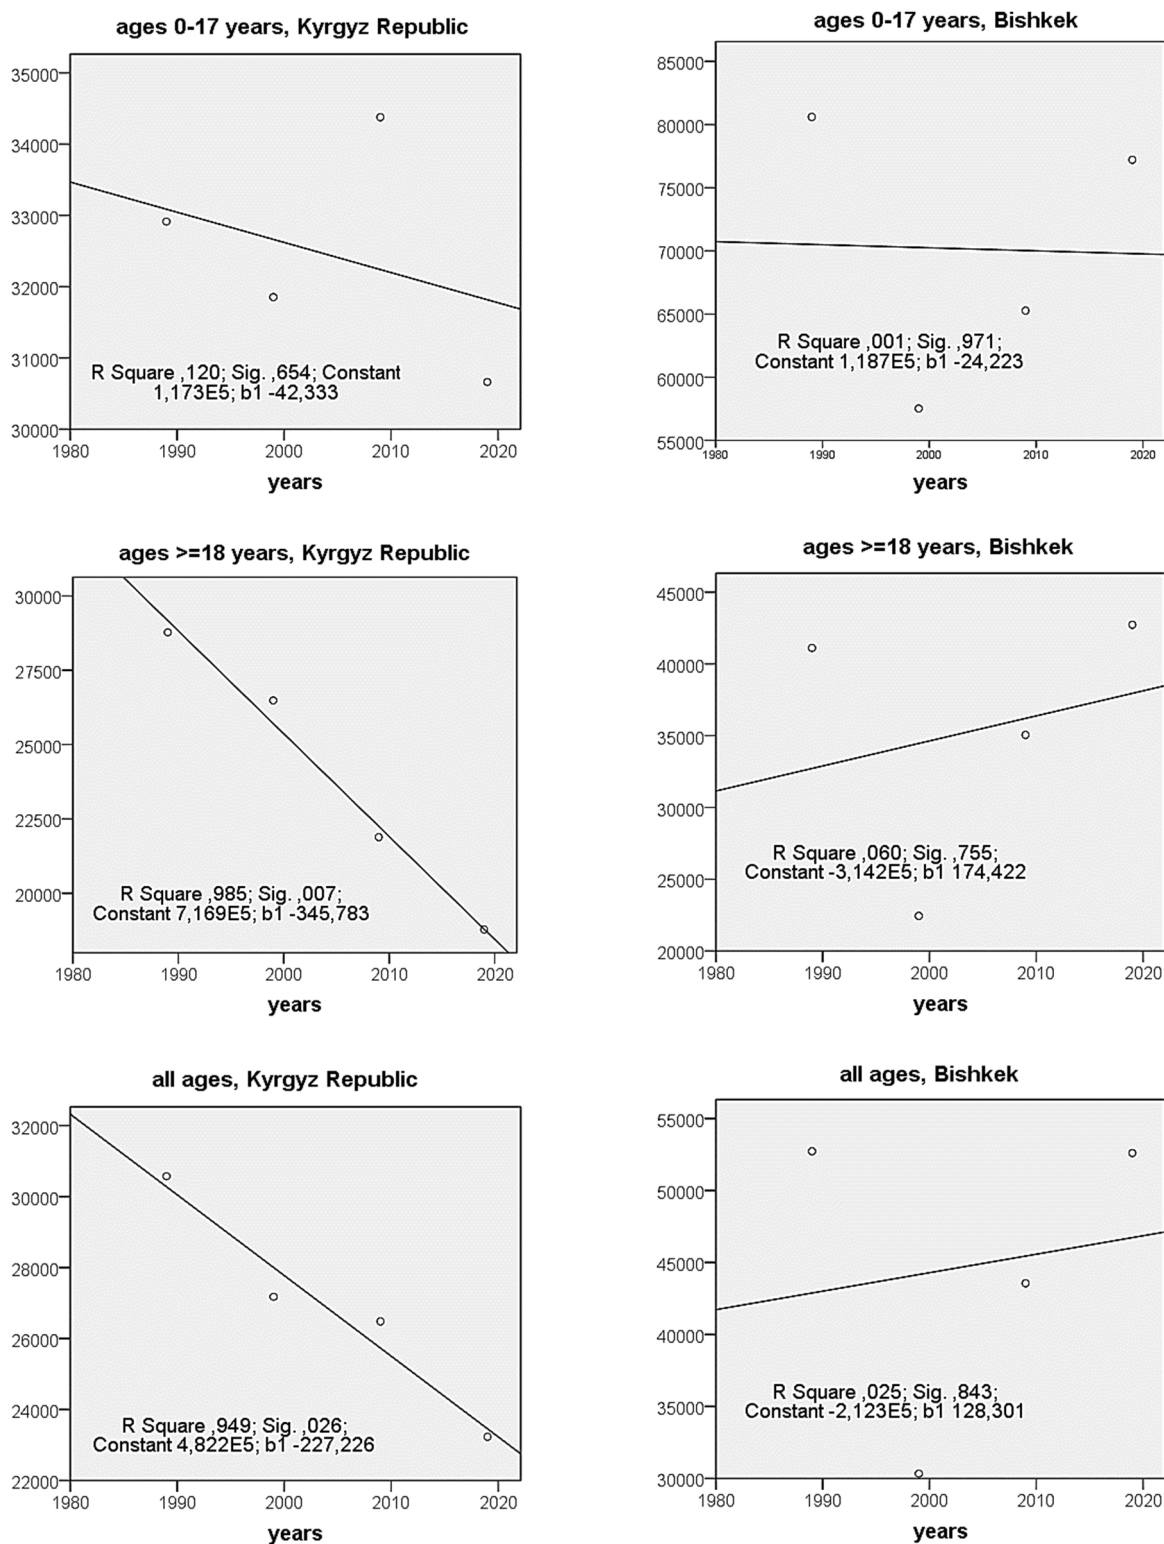 ages 0-17 years, Kyrgyz Republic
35000
34000
33000
32000
31000
30000
R Square ,120; Sig. ,654; Constant
1,173E5; b1 -42,333
1980 1990 2000 2010 2020
years
ages 0-17 years, Bishkek
85000
80000
75000
70000
65000
60000
55000
R Square ,001; Sig. ,971;
Constant 1,187E5; b1 -24,223
1980 1990 2000 2010 2020
years
ages >=18 years, Kyrgyz Republic
30000
27500
25000
22500
20000
R Square ,985; Sig. ,007;
Constant 7,169E5; b1 -345,783
1980 1990 2000 2010 2020
years
ages >=18 years, Bishkek
45000
40000
35000
30000
25000
20000
R Square ,060; Sig. ,755;
Constant -3,142E5; b1 174,422
1980 1990 2000 2010 2020
years
all ages, Kyrgyz Republic
32000
30000
28000
26000
24000
22000
R Square ,949; Sig. ,026;
Constant 4,822E5; b1 -227,226
1980 1990 2000 2010 2020
years
all ages, Bishkek
55000
50000
45000
40000
35000
30000
R Square ,025; Sig. ,843;
Constant -2,123E5; b1 128,301
1980 1990 2000 2010 2020
years